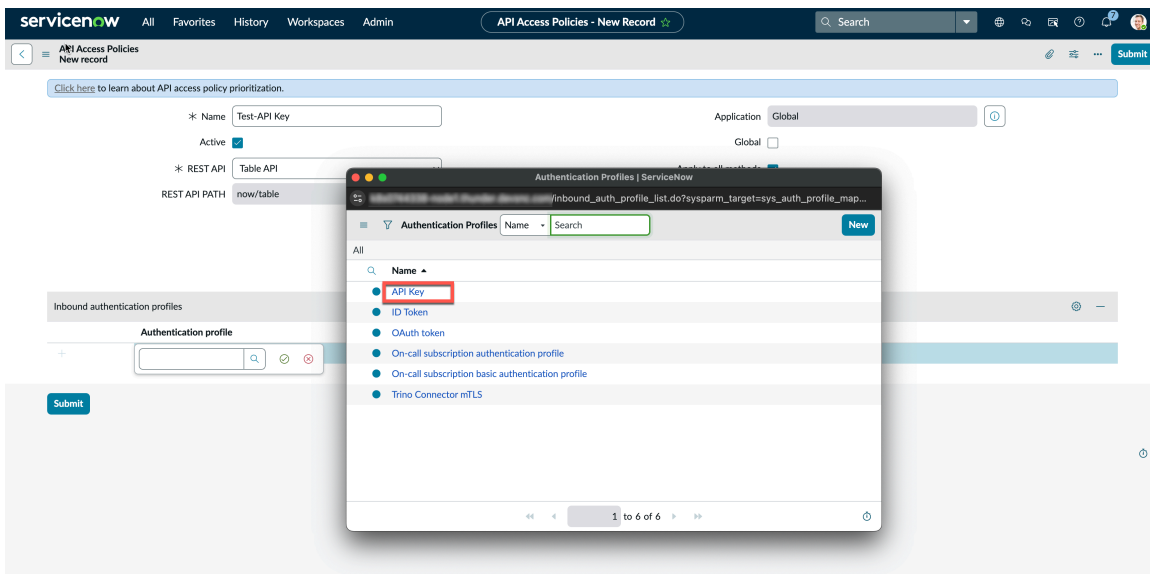 servicenow All Favorites History Workspaces Admin API Access Policies - New Record Search 7
API Access Policies
New record
Submit
Click here to learn about API access policy prioritization.
Name Test-API Key Application Global
Active Global
REST API Table API
REST API PATH now/table
Authentication Profiles | ServiceNow
/inbound_auth_profile_list.do?sysparm_target=sys_auth_profile_map...
Authentication Profiles Name Search New
All
Name
API Key
ID Token
OAuth token
On-call subscription authentication profile
On-call subscription basic authentication profile
Trino Connector mTLS
1 to 6 of 6
Inbound authentication profiles
Authentication profile
Submit